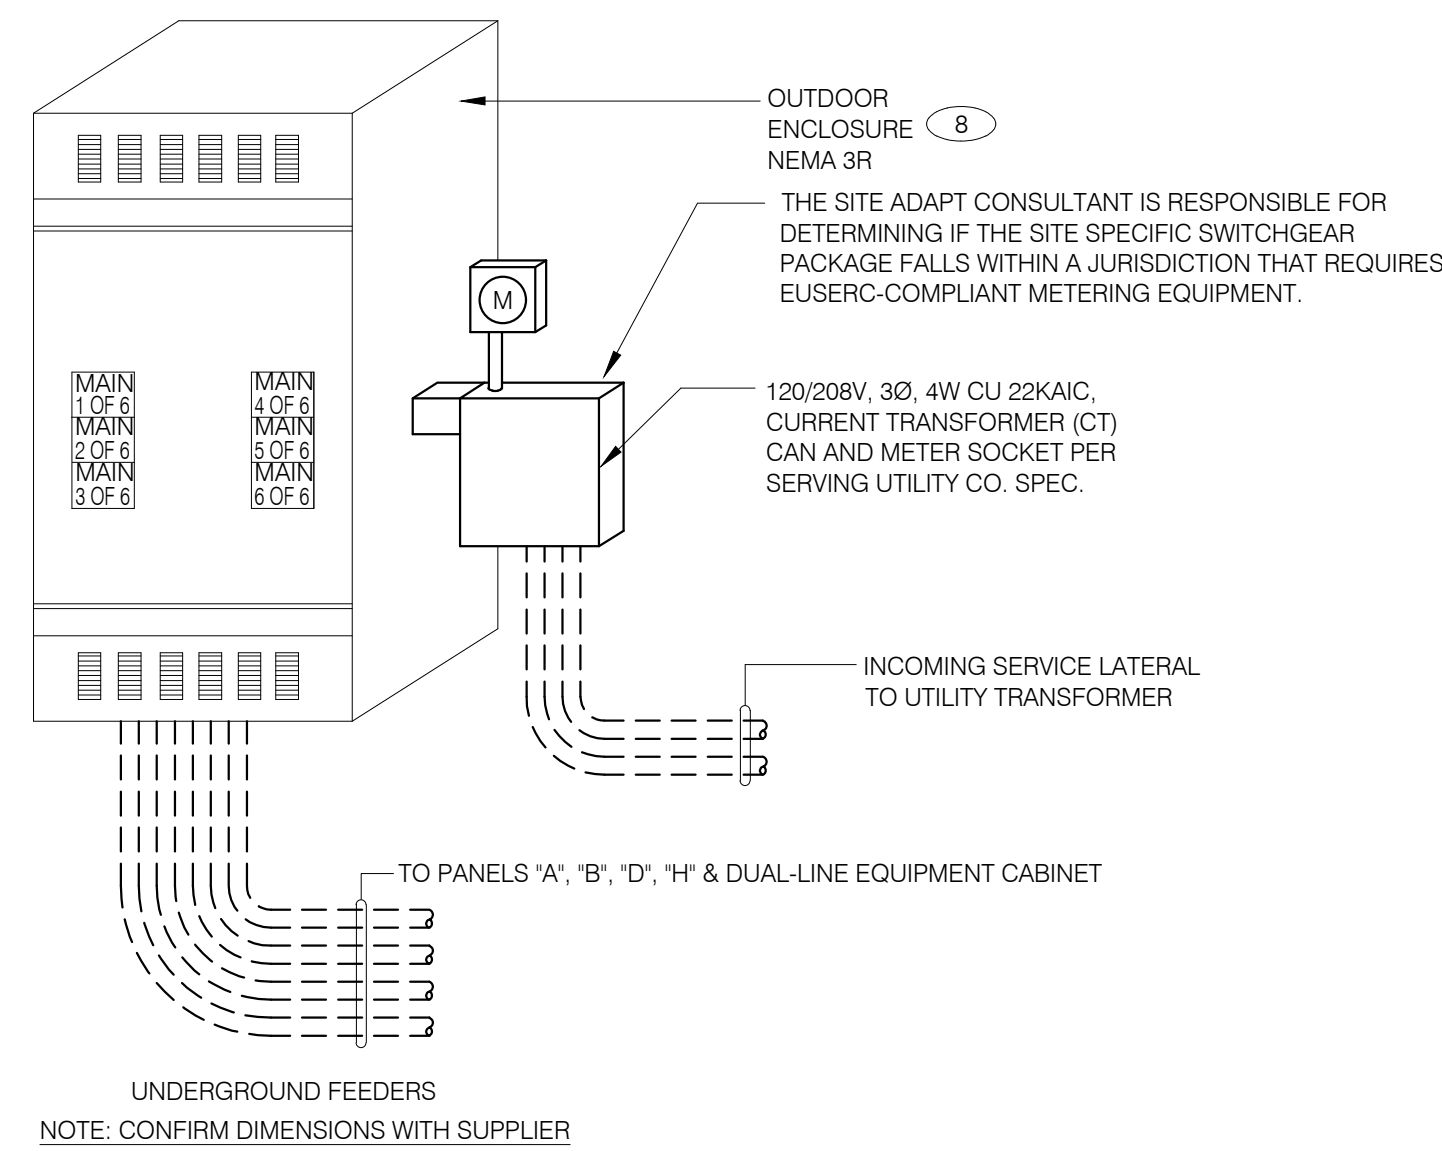 OUTDOOR
ENCLOSURE 8
NEMA 3R
THE SITE ADAPT CONSULTANT IS RESPONSIBLE FOR
DETERMINING IF THE SITE SPECIFIC SWITCHGEAR
PACKAGE FALLS WITHIN A JURISDICTION THAT REQUIRES
EUSERC-COMPLIANT METERING EQUIPMENT.
M
MAIN
1 OF 6
MAIN
2 OF 6
MAIN
3 OF 6
MAIN
4 OF 6
MAIN
5 OF 6
MAIN
6 OF 6
120/208V, 3Ø, 4W CU 22KAIC,
CURRENT TRANSFORMER (CT)
CAN AND METER SOCKET PER
SERVING UTILITY CO. SPEC.
INCOMING SERVICE LATERAL
TO UTILITY TRANSFORMER
TO PANELS "A", "B", "D", "H" & DUAL-LINE EQUIPMENT CABINET
UNDERGROUND FEEDERS
NOTE: CONFIRM DIMENSIONS WITH SUPPLIER